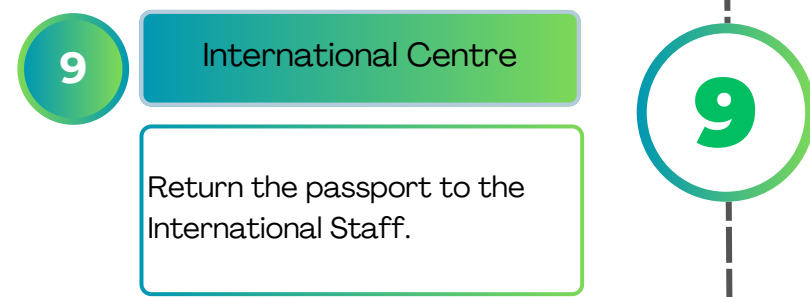 9
International Centre
Return the passport to the
International Staff.
9